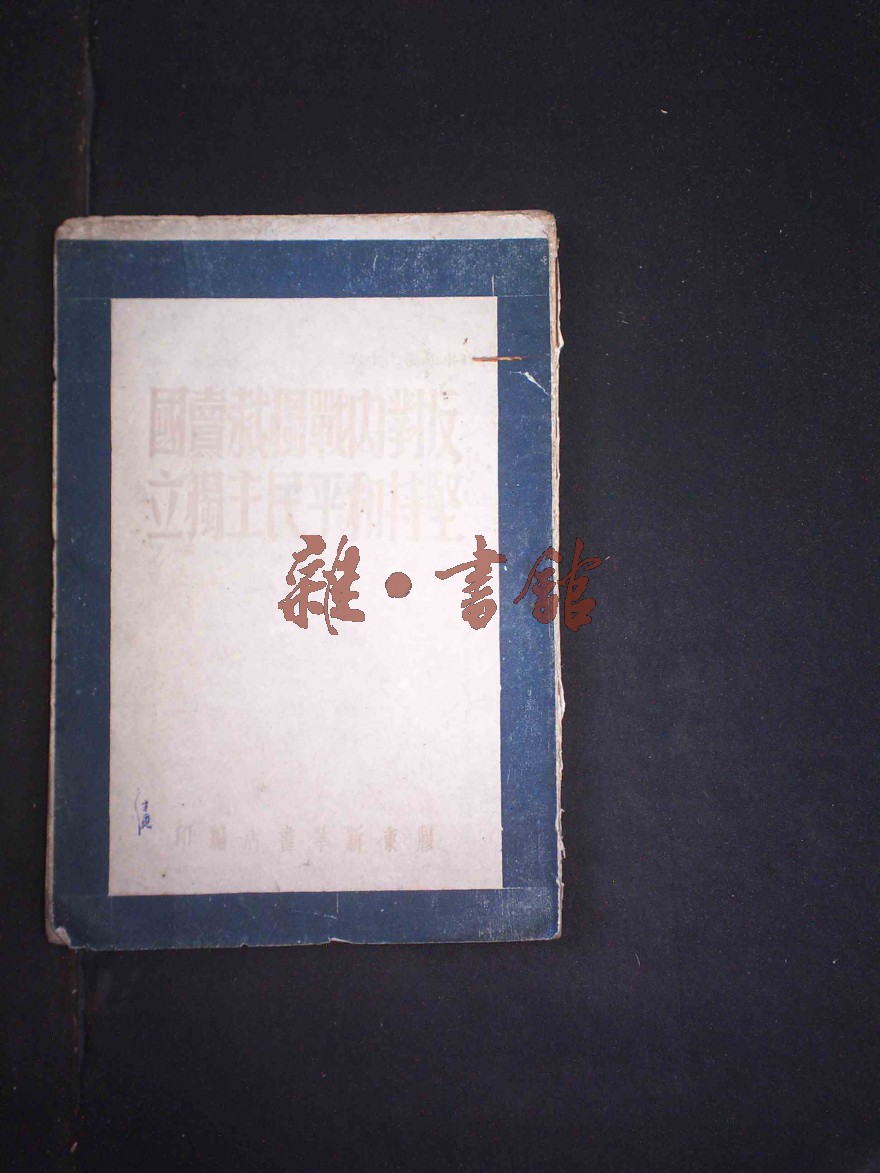 反對內戰獨裁賣國
堅持和平民主獨立
雜·書館
膠東新華書店編印